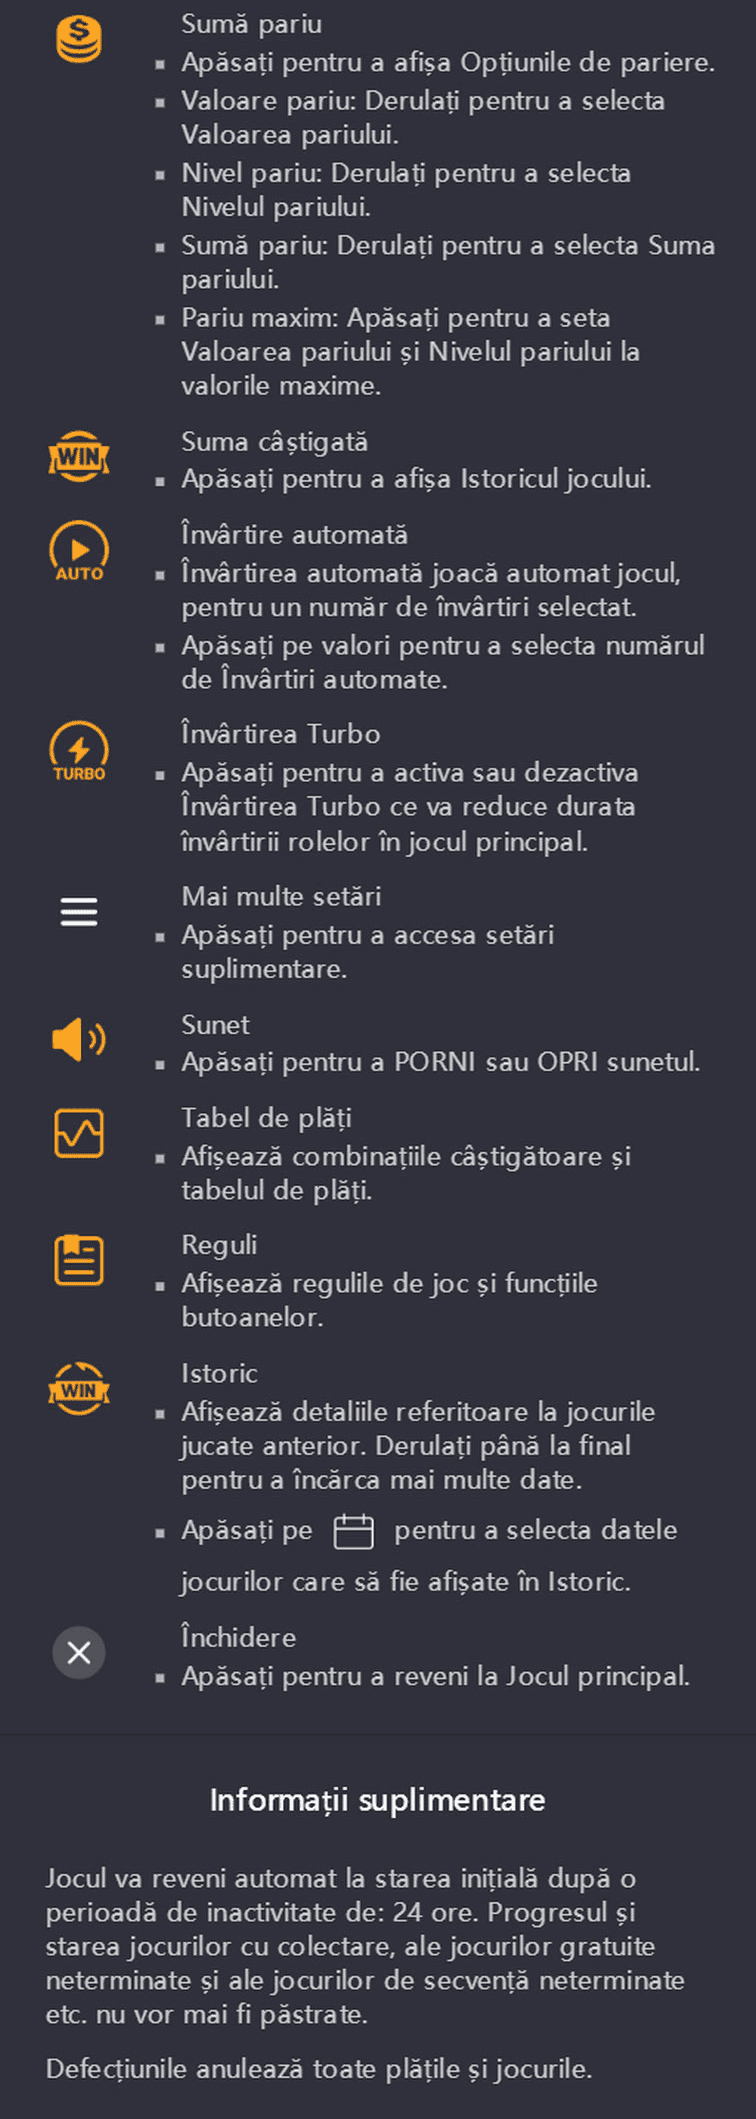 Sumă pariu
▪ Apăsați pentru a afișa Opțiunile de pariere.
▪ Valoare pariu: Derulați pentru a selecta
Valoarea pariului.
▪ Nivel pariu: Derulați pentru a selecta
Nivelul pariului.
▪ Sumă pariu: Derulați pentru a selecta Suma
pariului.
▪ Pariu maxim: Apăsați pentru a seta
Valoarea pariului și Nivelul pariului la
valorile maxime.
WIN
Suma câștigată
▪ Apăsați pentru a afișa Istoricul jocului.
AUTO
Învârtire automată
▪ Învârtirea automată joacă automat jocul,
pentru un număr de învârtiri selectat.
▪ Apăsați pe valori pentru a selecta numărul
de Învârtiri automate.
TURBO
Învârtirea Turbo
▪ Apăsați pentru a activa sau dezactiva
Învârtirea Turbo ce va reduce durata
învârtirii rolelor în jocul principal.
Mai multe setări
▪ Apăsați pentru a accesa setări
suplimentare.
Sunet
▪ Apăsați pentru a PORNI sau OPRI sunetul.
Tabel de plăți
▪ Afișează combinațiile câștigătoare și
tabelul de plăți.
Reguli
▪ Afișează regulile de joc și funcțiile
butoanelor.
WIN
Istoric
▪ Afișează detaliile referitoare la jocurile
jucate anterior. Derulați până la final
pentru a încărca mai multe date.
▪ Apăsați pe pentru a selecta datele
jocurilor care să fie afișate în Istoric.
Închidere
▪ Apăsați pentru a reveni la Jocul principal.
Informații suplimentare
Jocul va reveni automat la starea inițială după o
perioadă de inactivitate de: 24 ore. Progresul și
starea jocurilor cu colectare, ale jocurilor gratuite
neterminate și ale jocurilor de secvență neterminate
etc. nu vor mai fi păstrate.
Defecțiunile anulează toate plățile și jocurile.